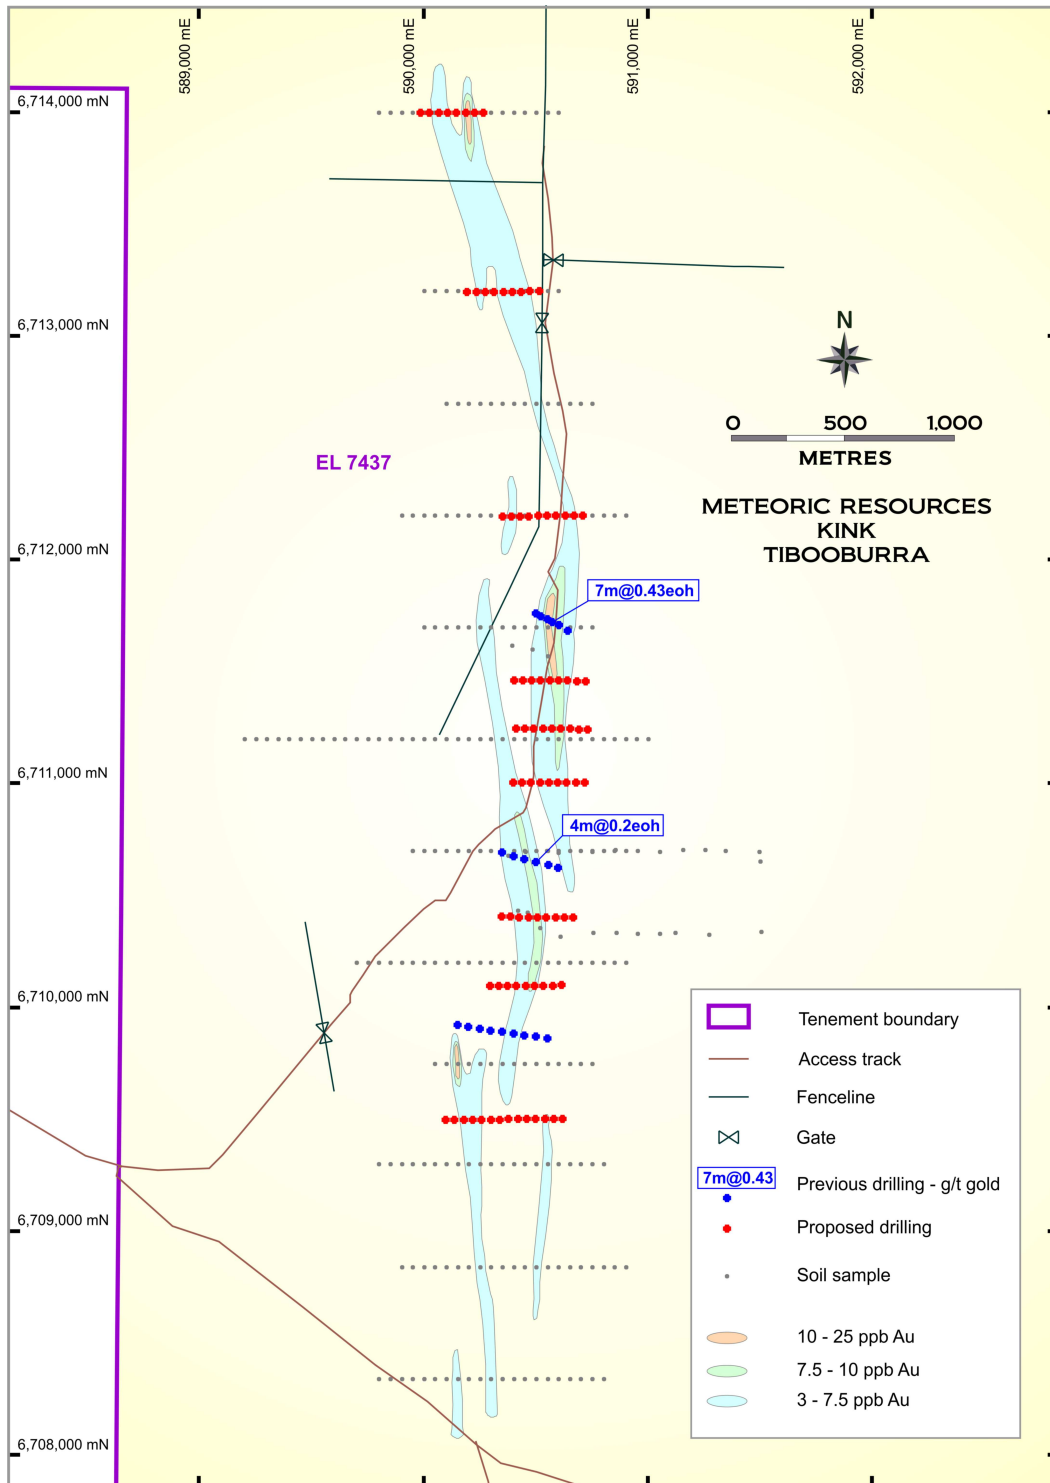 589,000 mE
590,000 mE
591,000 mE
592,000 mE
6,714,000 mN
6,713,000 mN
N
0 500 1,000
METRES
EL 7437
METEORIC RESOURCES
KINK
TIBOOBURRA
6,712,000 mN
7m@0.43eoh
6,711,000 mN
4m@0.2eoh
6,710,000 mN
Tenement boundary
Access track
Fenceline
Gate
7m@0.43
Previous drilling - g/t gold
Proposed drilling
6,709,000 mN
Soil sample
10 - 25 ppb Au
7.5 - 10 ppb Au
3 - 7.5 ppb Au
6,708,000 mN